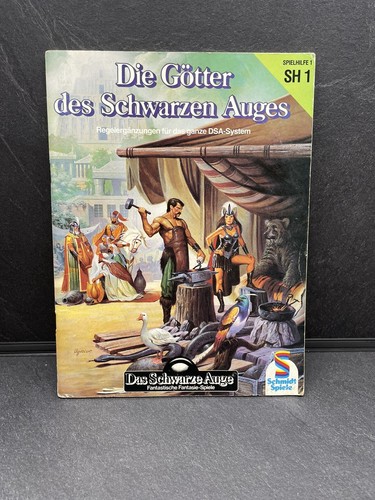 SPIELHILFE 1
SH 1
Die Götter
des Schwarzen Auges
Regelergänzungen für das ganze DSA-System
Das Schwarze Auge
Fantastische Fantasie-Spiele
S
Schmidt
Spiele